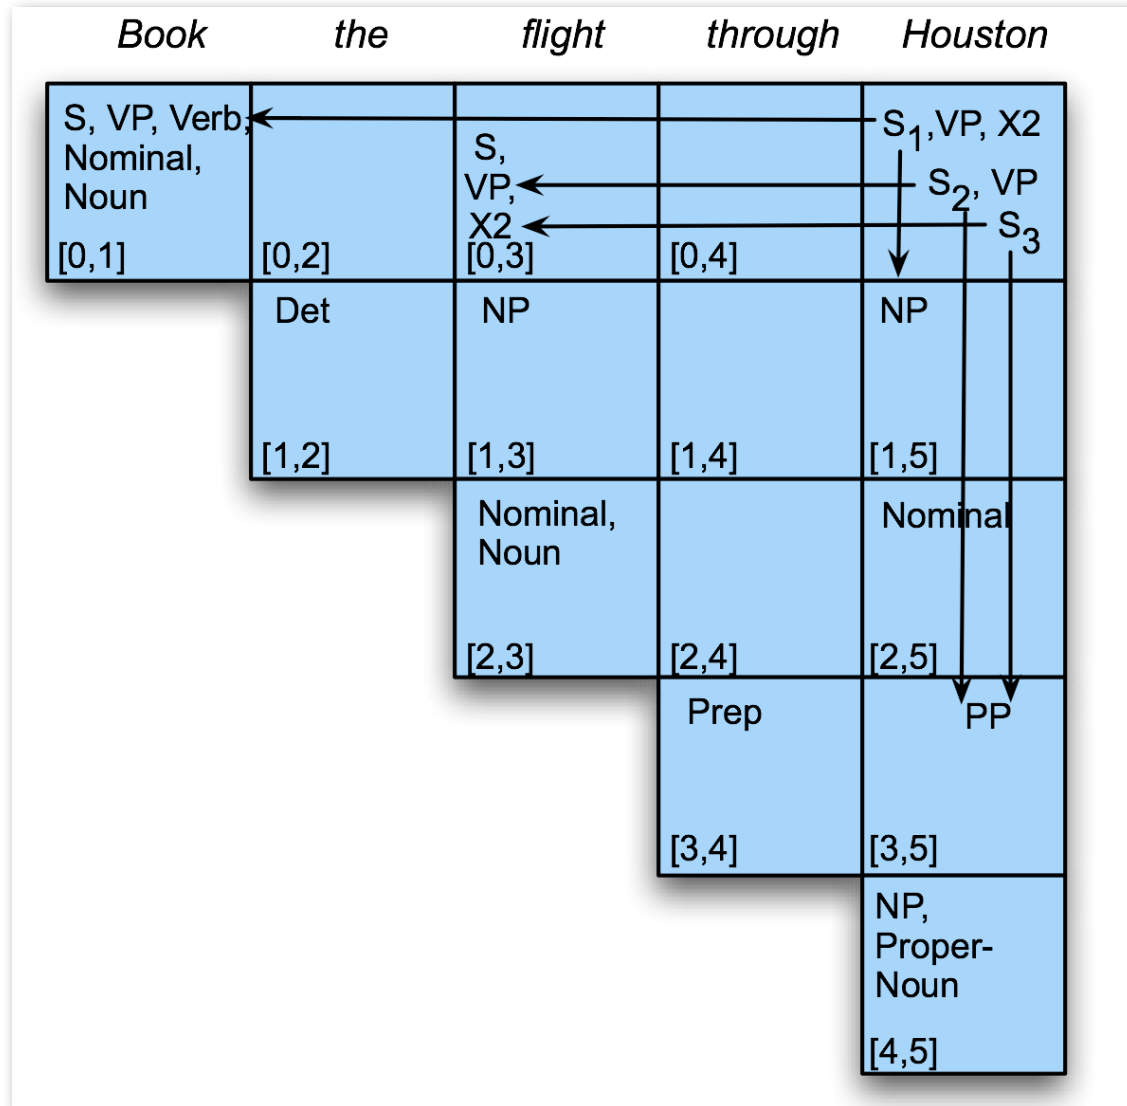 Book the flight through Houston
S, VP, Verb,
Nominal,
Noun
[0,1]
[0,2]
S,
VP,
X2
[0,3]
[0,4]
S1,VP, X2
S2, VP
S3
Det
[1,2]
NP
[1,3]
[1,4]
NP
[1,5]
Nominal,
Noun
[2,3]
[2,4]
Nominal
[2,5]
Prep
[3,4]
PP
[3,5]
NP,
Proper-
Noun
[4,5]